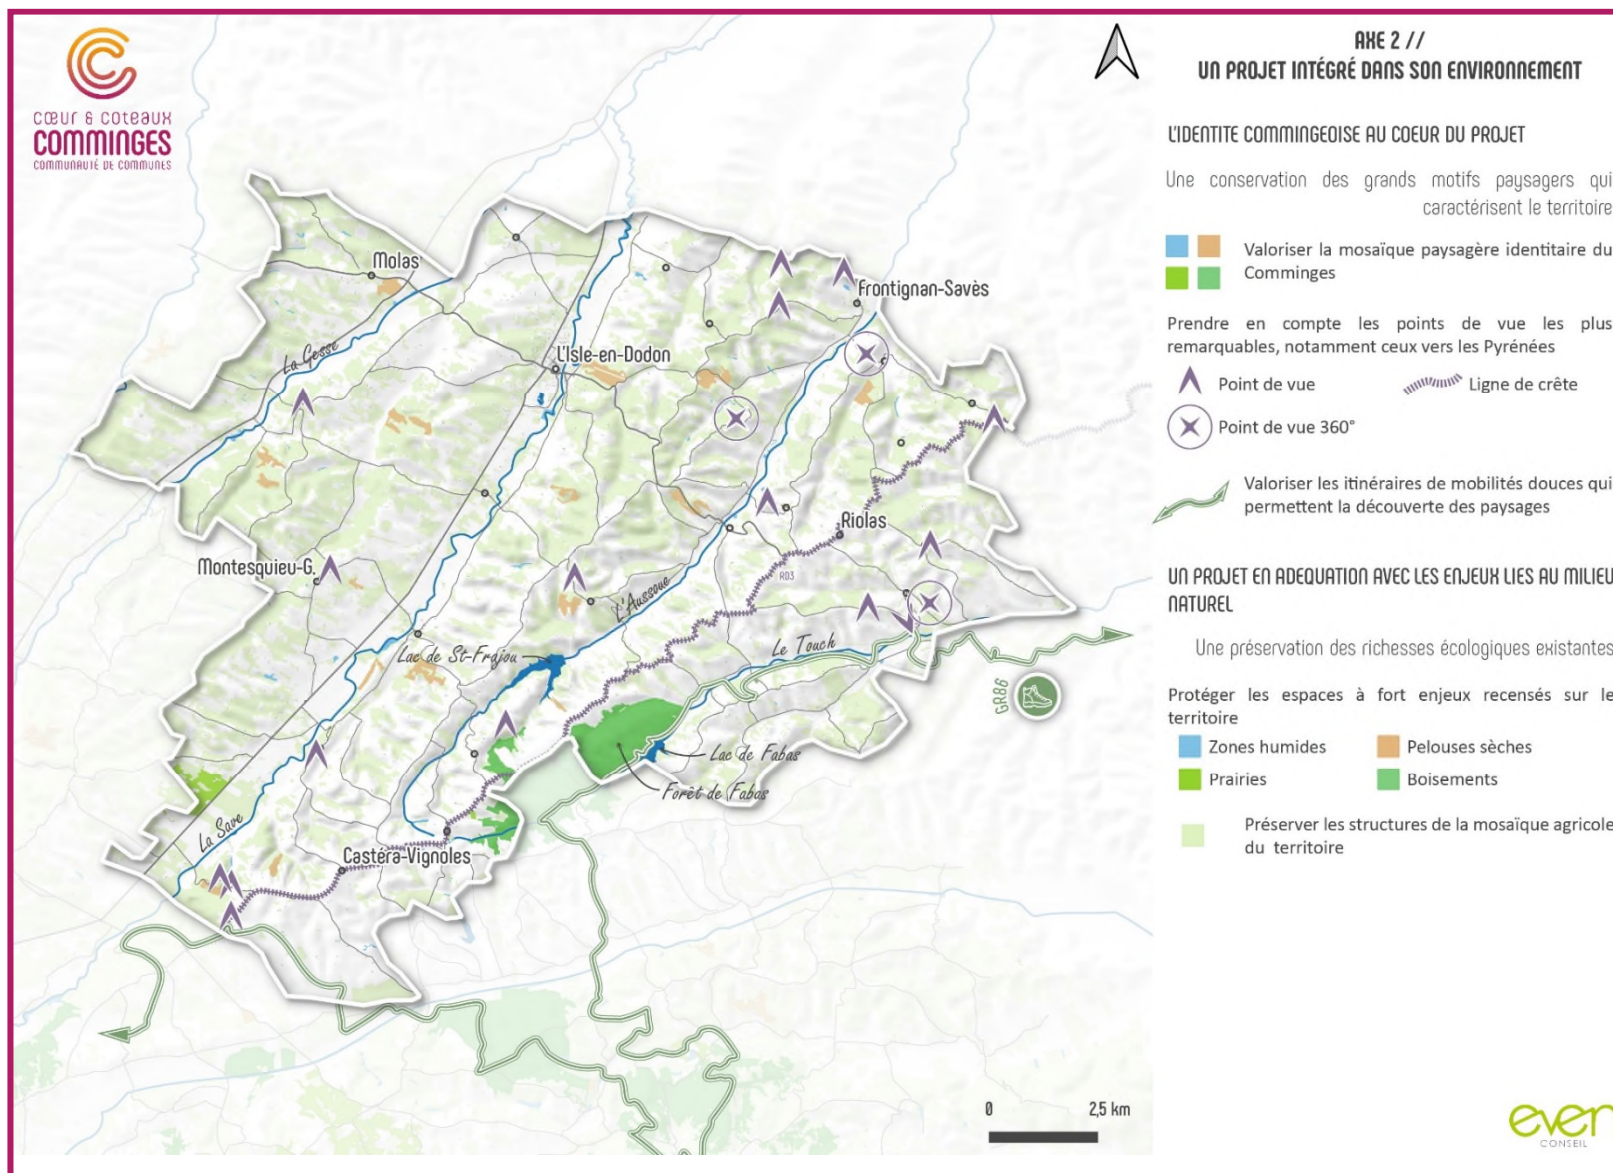 CŒUR & COTEAUX
COMMINGES
COMMUNAUTÉ DE COMMUNES
Molas
Frontignan-Savès
La Gesse
L'Isle-en-Dodon
Riolas
Montesquieu-G.
RD3
L'Aussoue
Le Touch
Lac de St-Frajou
GR86
Lac de Fabas
Forêt de Fabas
La Save
Castéra-Vignoles
0 2,5 km
AXE 2 //
UN PROJET INTÉGRÉ DANS SON ENVIRONNEMENT
L'IDENTITE COMMINGEOISE AU COEUR DU PROJET
Une conservation des grands motifs paysagers qui
caractérisent le territoire
Valoriser la mosaïque paysagère identitaire du
Comminges
Prendre en compte les points de vue les plus
remarquables, notamment ceux vers les Pyrénées
Point de vue
Ligne de crête
Point de vue 360°
Valoriser les itinéraires de mobilités douces qui
permettent la découverte des paysages
UN PROJET EN ADEQUATION AVEC LES ENJEUX LIES AU MILIEU
NATUREL
Une préservation des richesses écologiques existantes
Protéger les espaces à fort enjeux recensés sur le
territoire
Zones humides
Pelouses sèches
Prairies
Boisements
Préserver les structures de la mosaïque agricole
du territoire
even
CONSEIL